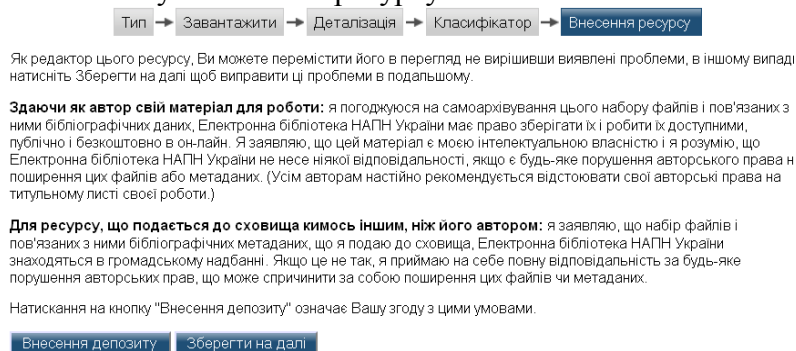 Тип Завантажити Деталізація Класифікатор Внесення ресурсу
Як редактор цього ресурсу, Ви можете перемістити його в перегляд не вирішивши виявлені проблеми, в іншому випад
натисніть Зберегти на далі щоб виправити ці проблеми в подальшому.
Здаючи як автор свій матеріал для роботи: я погоджуюся на самоархівування цього набору файлів і пов'язаних з
ними бібліографічних даних, Електронна бібліотека НАПН України має право зберігати їх і робити їх доступними,
публічно і безкоштовно в он-лайн. Я заявляю, що цей матеріал є моєю інтелектуальною власністю і я розумію, що
Електронна бібліотека НАПН України не несе ніякої відповідальності, якщо є будь-яке порушення авторського права н
поширення цих файлів або метаданих. (Усім авторам настійно рекомендується відстоювати свої авторські права на
титульному листі своєї роботи.)
Для ресурсу, що подається до сховища кимось іншим, ніж його автором: я заявляю, що набір файлів і
пов'язаних з ними бібліографічних метаданих, що я подаю до сховища, Електронна бібліотека НАПН України
знаходяться в громадському надбанні. Якщо це не так, я приймаю на себе повну відповідальність за будь-яке
порушення авторських прав, що може спричинити за собою поширення цих файлів чи метаданих.
Натискання на кнопку "Внесення депозиту" означає Вашу згоду з цими умовами.
Внесення депозиту Зберегти на далі